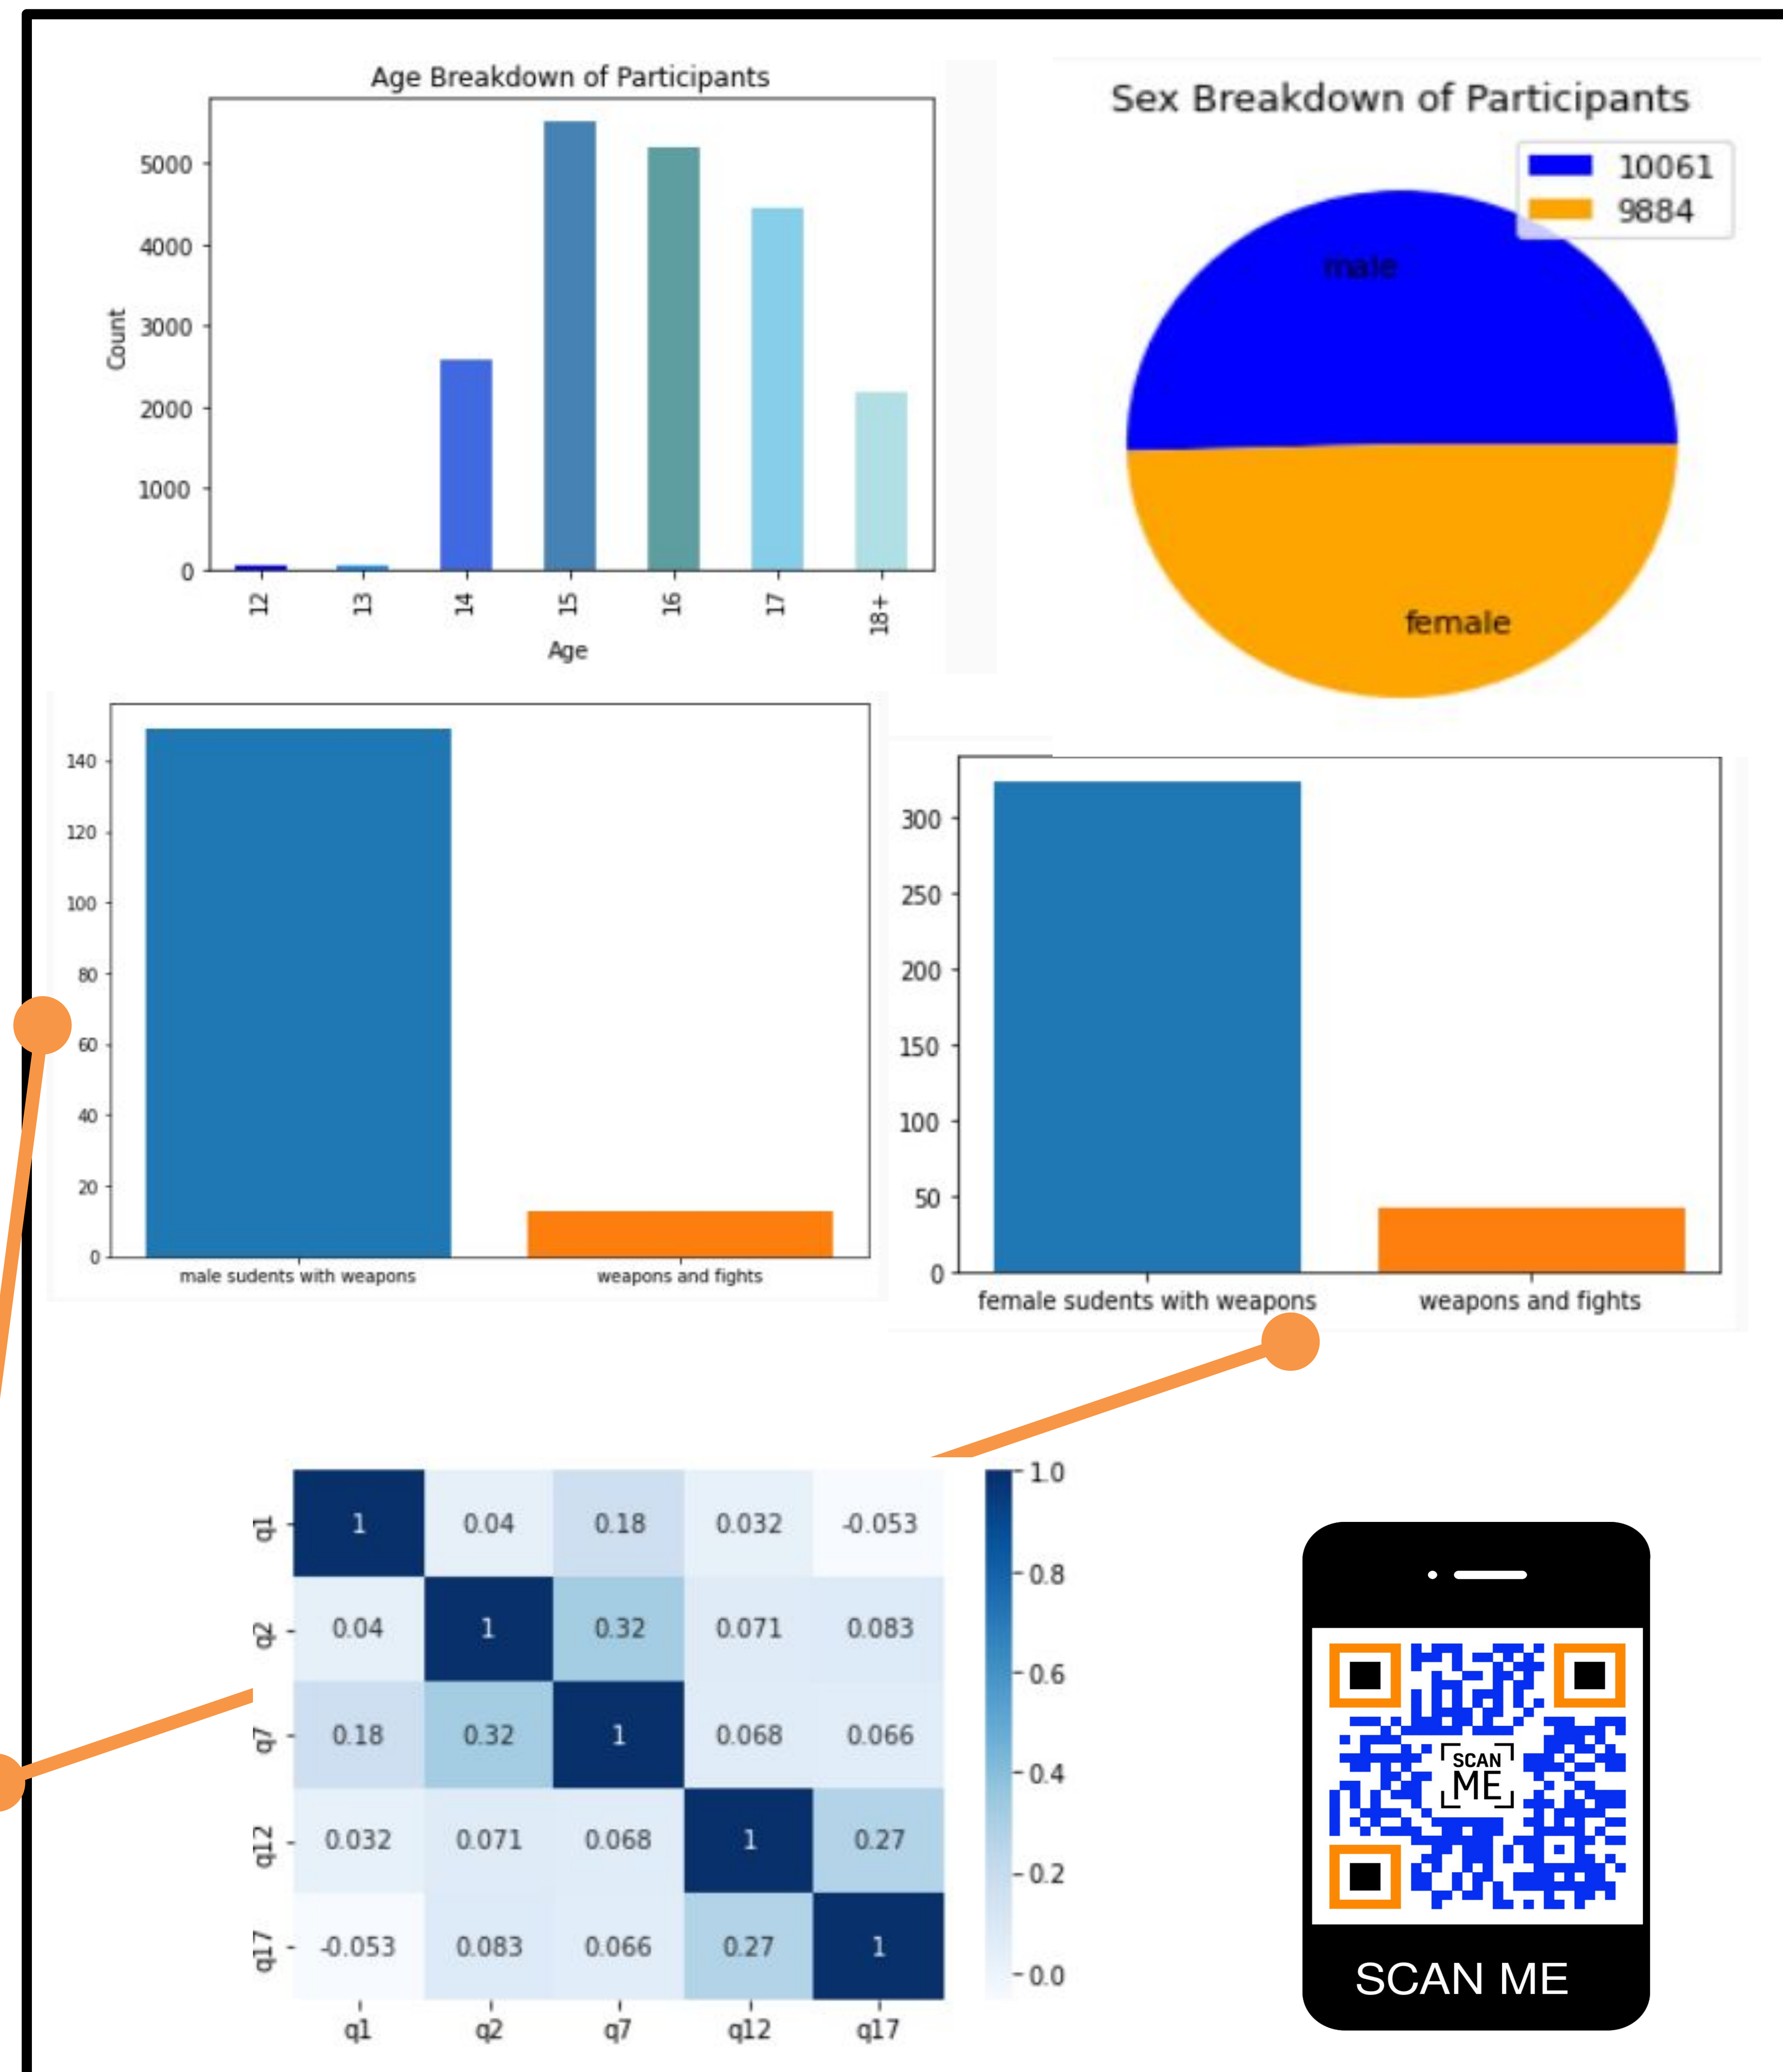 Age Breakdown of Participants
5000
4000
3000
2000
1000
0
Count
12 13 14 15 16 17 18+
Age
Sex Breakdown of Participants
10061
9884
male
female
140
120
100
80
60
40
20
0
male sudents with weapons weapons and fights
300
250
200
150
100
50
0
female sudents with weapons weapons and fights
q1 1 0.04 0.18 0.032 -0.053
q2 0.04 1 0.32 0.071 0.083
q7 0.18 0.32 1 0.068 0.066
q12 0.032 0.071 0.068 1 0.27
q17 -0.053 0.083 0.066 0.27 1
q1 q2 q7 q12 q17
1.0
0.8
0.6
0.4
0.2
0.0
SCAN
ME
SCAN ME